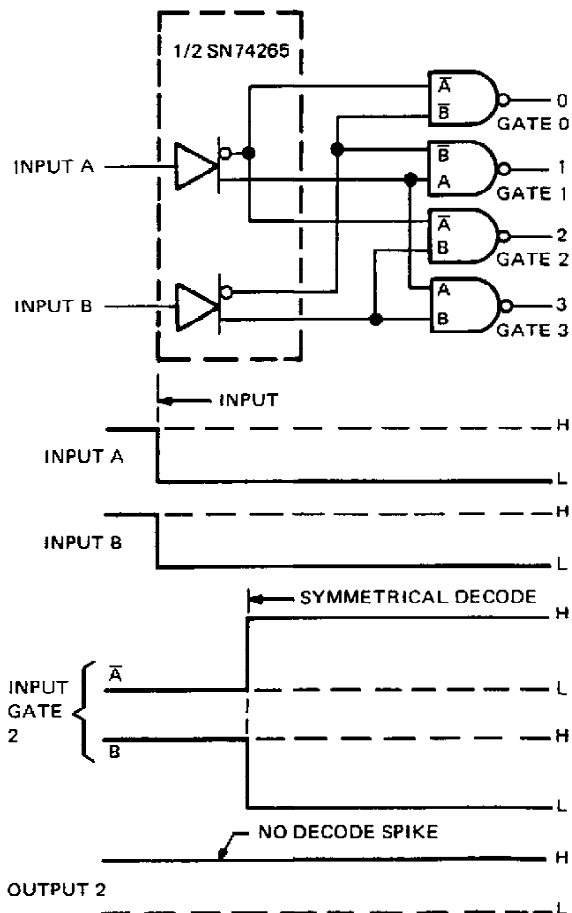 1/2 SN74265
A̅
B̅
0
GATE 0
INPUT A
B̅
A
1
GATE 1
A̅
B
2
GATE 2
INPUT B
A
B
3
GATE 3
INPUT
H
INPUT A
L
H
INPUT B
L
SYMMETRICAL DECODE
H
INPUT
GATE
2
A̅
L
H
B
L
NO DECODE SPIKE
H
OUTPUT 2
L